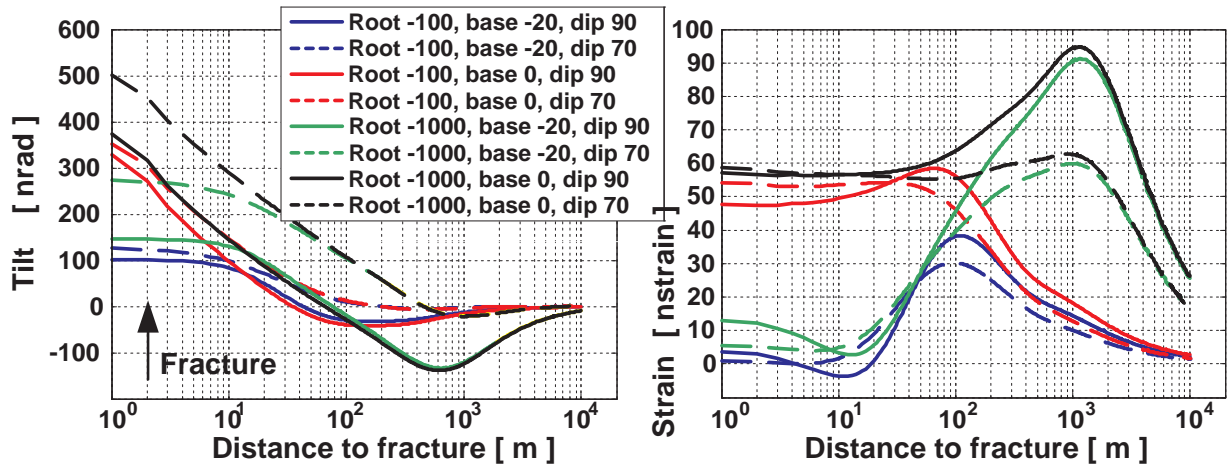 600
500
400
300
200
100
0
-100
Tilt [ nrad]
Root -100, base -20, dip 90
Root -100, base -20, dip 70
Root -100, base 0, dip 90
Root -100, base 0, dip 70
Root -1000, base -20, dip 90
Root -1000, base -20, dip 70
Root -1000, base 0, dip 90
Root -1000, base 0, dip 70
Fracture
10^0 10^1 10^2 10^3 10^4
Distance to fracture [ m ]
100
90
80
70
60
50
40
30
20
10
0
Strain [ nstrain]
10^0 10^1 10^2 10^3 10^4
Distance to fracture [ m ]